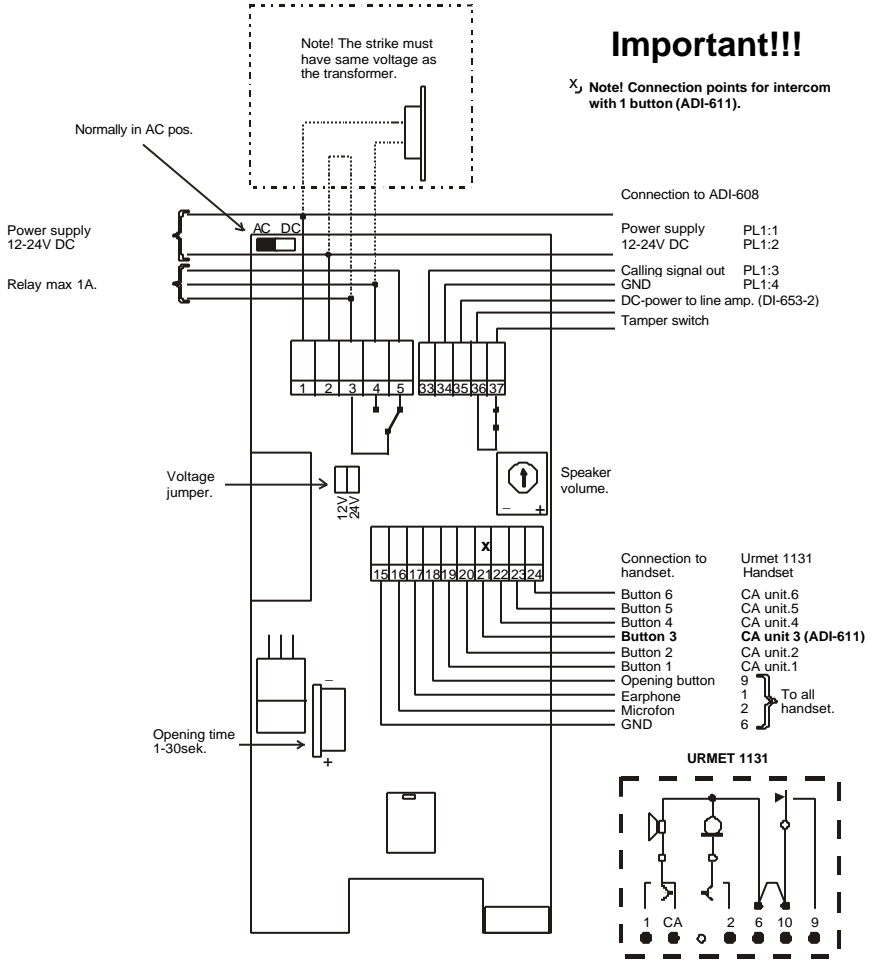 Important!!!
Note! The strike must
have same voltage as
the transformer.
x
Note! Connection points for intercom
with 1 button (ADI-611).
Normally in AC pos.
Connection to ADI-608
Power supply
12-24V DC
AC DC
Power supply PL1:1
12-24V DC PL1:2
Relay max 1A.
Calling signal out PL1:3
GND PL1:4
DC-power to line amp. (DI-653-2)
Tamper switch
1 2 3 4 5 33 34 35 36 37
Voltage
jumper.
12V
24V
Speaker
volume.
– +
x
15 16 17 18 19 20 21 22 23 24
Connection to
handset.
Urmet 1131
Handset
Button 6 CA unit.6
Button 5 CA unit.5
Button 4 CA unit.4
Button 3 CA unit 3 (ADI-611)
Button 2 CA unit.2
Button 1 CA unit.1
Opening button 9
Earphone 1
Microfon 2
GND 6
To all
handset.
Opening time
1-30sek.
–
+
URMET 1131
1 CA 2 6 10 9